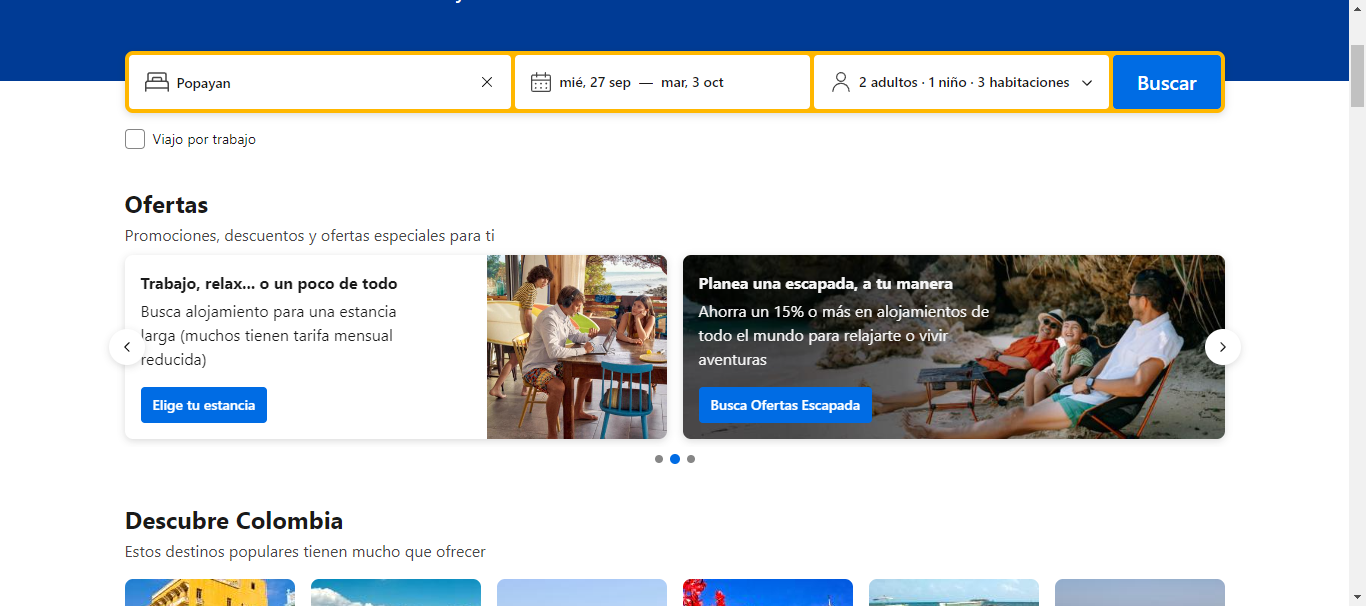 Popayan
mié, 27 sep — mar, 3 oct
2 adultos · 1 niño · 3 habitaciones
Buscar
Viajo por trabajo
Ofertas
Promociones, descuentos y ofertas especiales para ti
Trabajo, relax... o un poco de todo
Busca alojamiento para una estancia
larga (muchos tienen tarifa mensual
reducida)
Elige tu estancia
Planea una escapada, a tu manera
Ahorra un 15% o más en alojamientos de
todo el mundo para relajarte o vivir
aventuras
Busca Ofertas Escapada
Descubre Colombia
Estos destinos populares tienen mucho que ofrecer